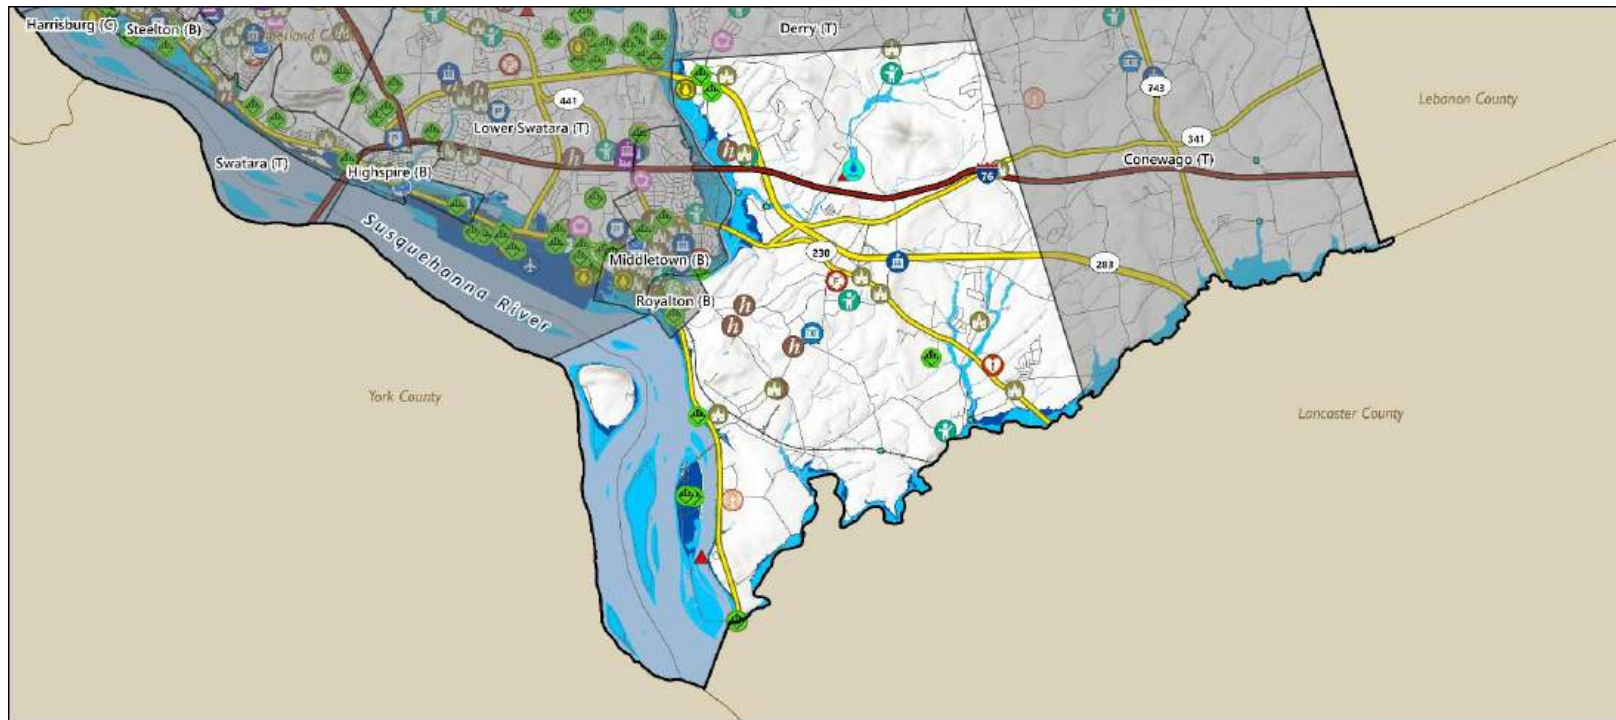 Harrisburg (C)
Steelton (B)
Derry (T)
743
Lebanon County
441
Lower Swatara (T)
341
Conewago (T)
Swatara (T)
Highspire (B)
76
Susquehanna River
230
Middletown (B)
283
F
Royalton (B)
h
h
h
h
h
York County
Lancaster County